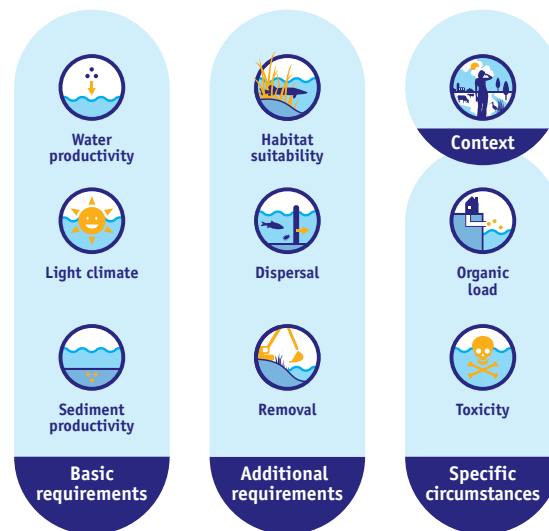 Water
productivity
Light climate
Sediment
productivity
Basic
requirements
Habitat
suitability
Dispersal
Removal
Additional
requirements
Context
Organic
load
Toxicity
Specific
circumstances